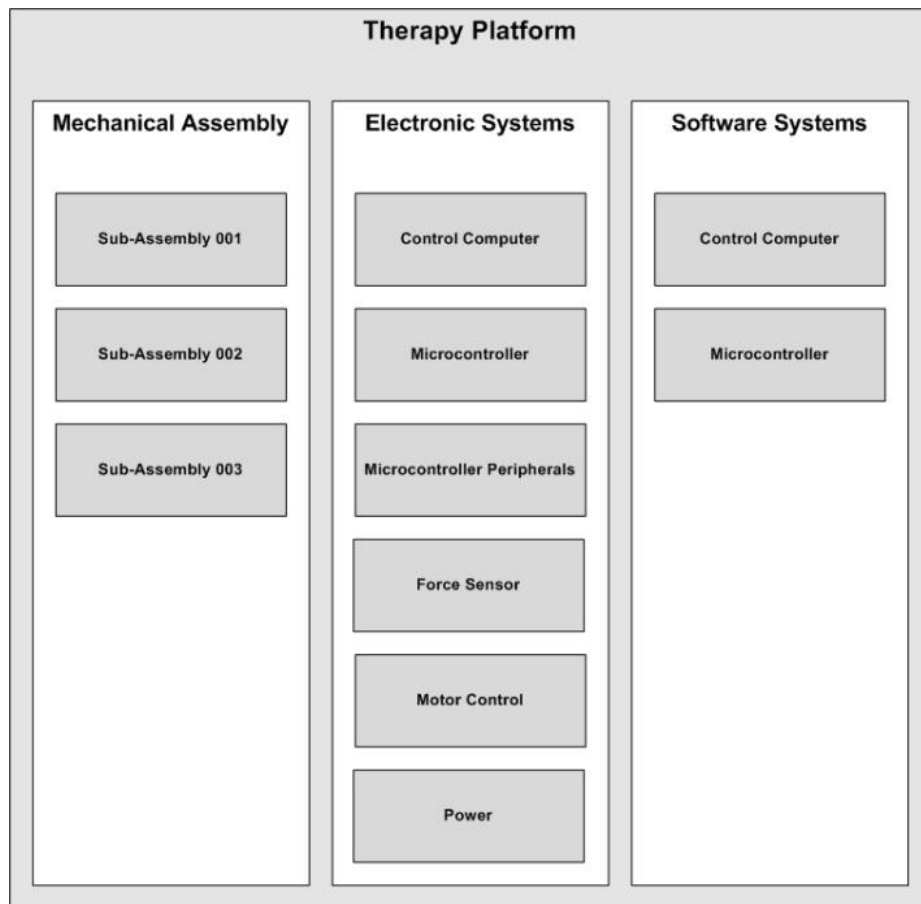 Therapy Platform
Mechanical Assembly
Sub-Assembly 001
Sub-Assembly 002
Sub-Assembly 003
Electronic Systems
Control Computer
Microcontroller
Microcontroller Peripherals
Force Sensor
Motor Control
Power
Software Systems
Control Computer
Microcontroller